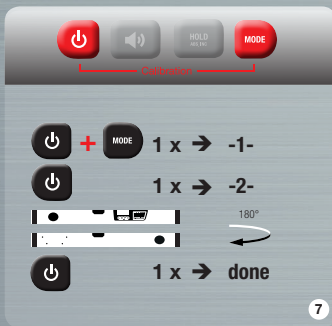 HOLD
MODE
Calibration
+ MODE 1 x ➔ -1-
1 x ➔ -2-
180°
1 x ➔ done
7